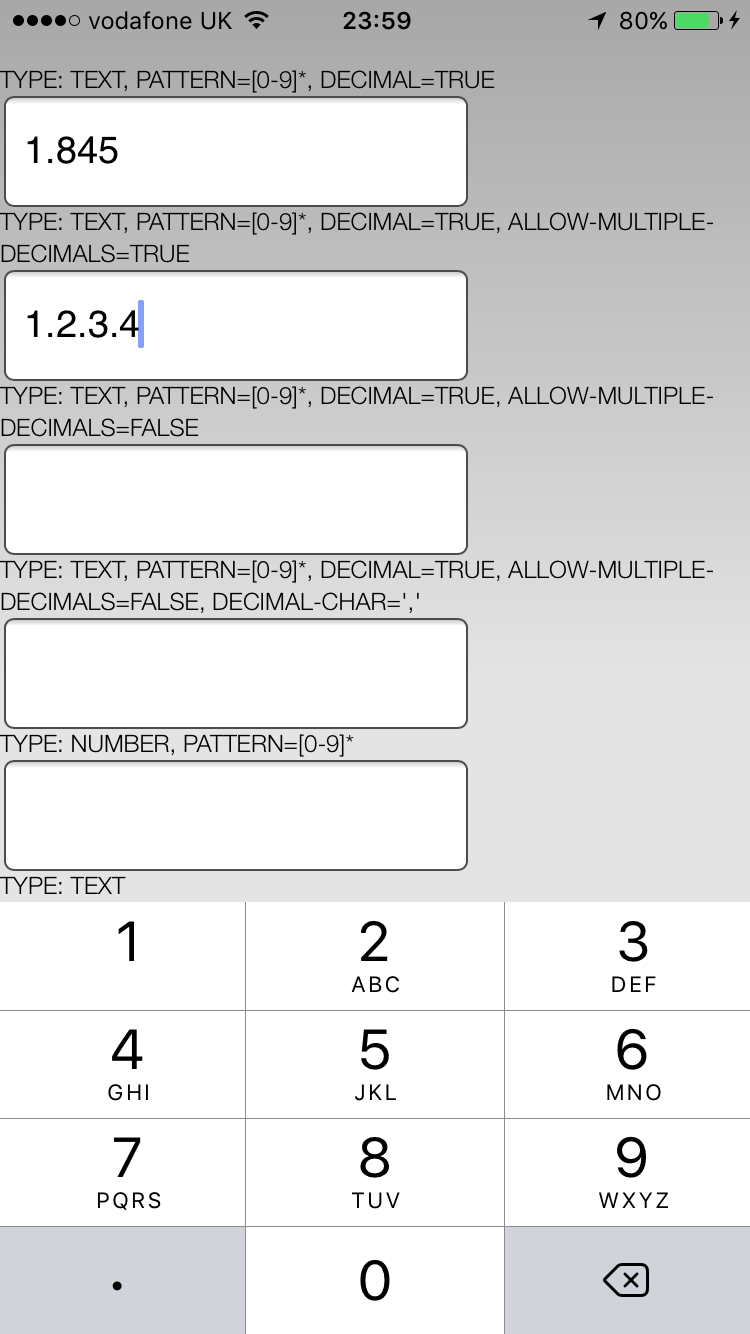 vodafone UK 23:59 80%
TYPE: TEXT, PATTERN=[0-9]*, DECIMAL=TRUE
1.845
TYPE: TEXT, PATTERN=[0-9]*, DECIMAL=TRUE, ALLOW-MULTIPLE-
DECIMALS=TRUE
1.2.3.4
TYPE: TEXT, PATTERN=[0-9]*, DECIMAL=TRUE, ALLOW-MULTIPLE-
DECIMALS=FALSE
TYPE: TEXT, PATTERN=[0-9]*, DECIMAL=TRUE, ALLOW-MULTIPLE-
DECIMALS=FALSE, DECIMAL-CHAR=','
TYPE: NUMBER, PATTERN=[0-9]*
TYPE: TEXT
1 2 3
ABC DEF
4 5 6
GHI JKL MNO
7 8 9
PQRS TUV WXYZ
. 0